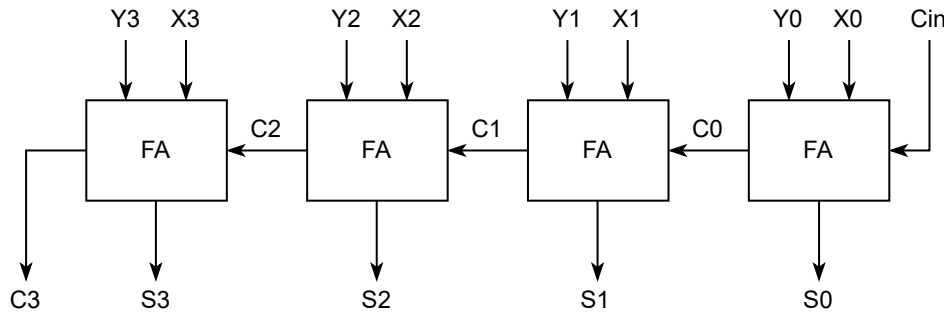 Y3 X3 Y2 X2 Y1 X1 Y0 X0 Cin
C2 C1 C0
FA FA FA FA
C3 S3 S2 S1 S0